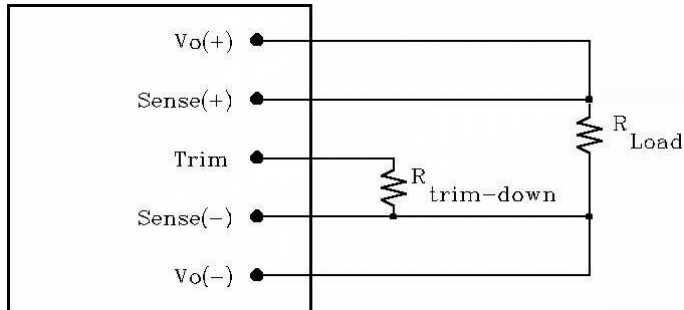 Vo(+)
Sense(+)
Trim
Sense(-)
Vo(-)
R
trim-down
R
Load